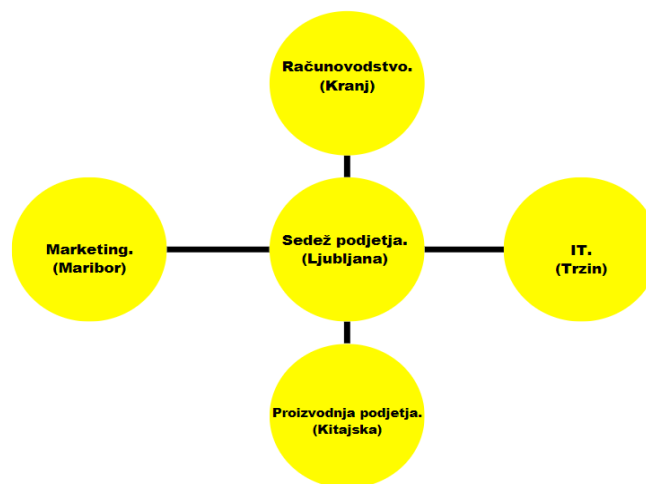 Računovodstvo.
(Kranj)
Marketing.
(Maribor)
Sedež podjetja.
(Ljubljana)
IT.
(Trzin)
Proizvodnja podjetja.
(Kitajska)